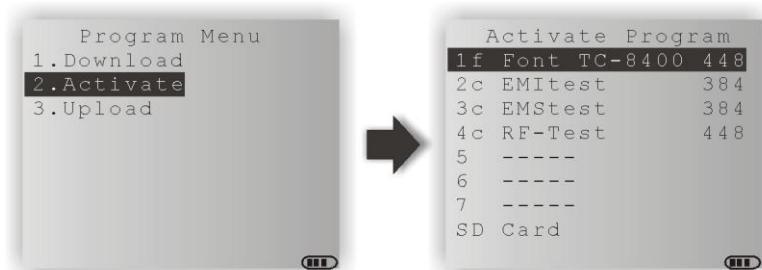 Program Menu
1.Download
2.Activate
3.Upload
Activate Program
1f Font TC-8400 448
2c EMItest 384
3c EMStest 384
4c RF-Test 448
5 -----
6 -----
7 -----
SD Card